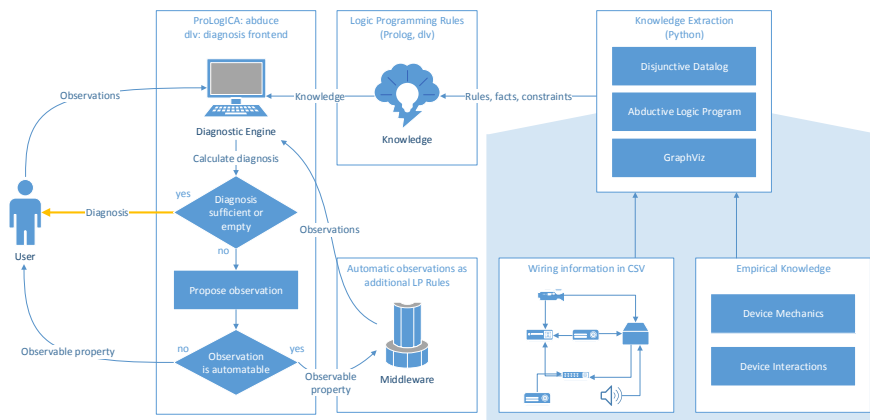 ProLogICA: abduce
dlv: diagnosis frontend
Logic Programming Rules
(Prolog, dlv)
Knowledge Extraction
(Python)
Disjunctive Datalog
Abductive Logic Program
GraphViz
Observations
Knowledge
Rules, facts, constraints
Diagnostic Engine
Knowledge
Calculate diagnosis
yes
Diagnosis
sufficient or
empty
Diagnosis
User
no
Observations
Propose observation
Automatic observations as
additional LP Rules
Wiring information in CSV
Empirical Knowledge
Device Mechanics
Device Interactions
Observable property
no
Observation
is automatable
yes
Observable
property
Middleware